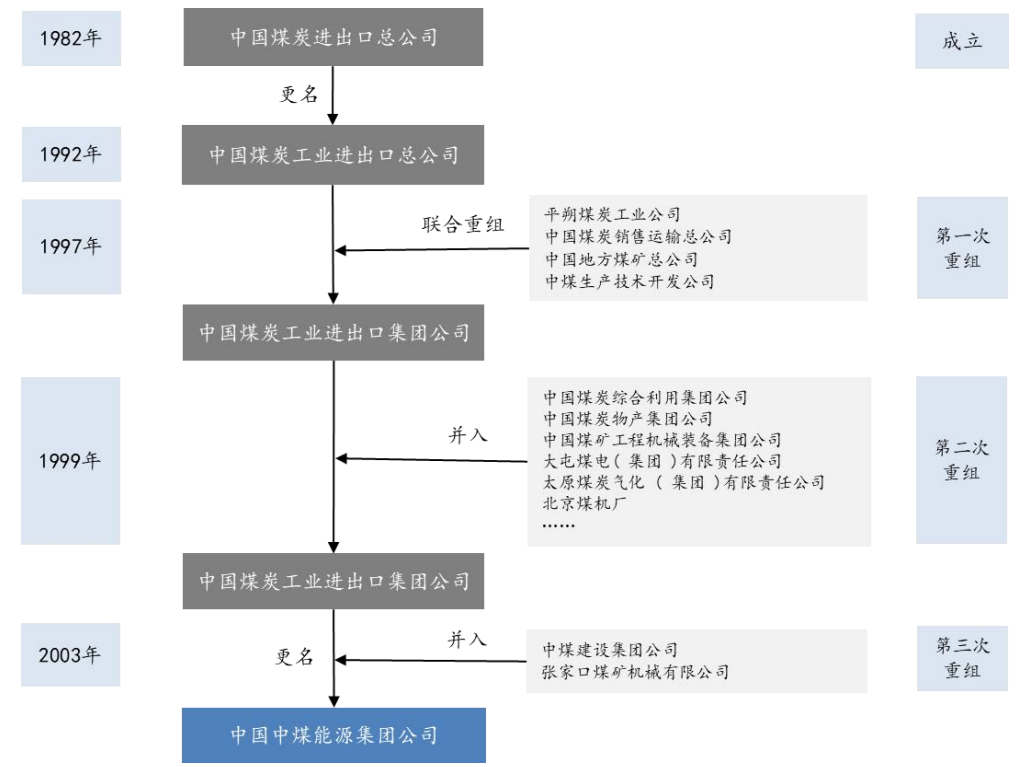 1982年
中国煤炭进出口总公司
成立
更名
1992年
中国煤炭工业进出口总公司
1997年
联合重组
平朔煤炭工业公司
中国煤炭销售运输总公司
中国地方煤矿总公司
中煤生产技术开发公司
第一次
重组
中国煤炭工业进出口集团公司
1999年
并入
中国煤炭综合利用集团公司
中国煤炭物产集团公司
中国煤矿工程机械装备集团公司
大屯煤电(集团)有限责任公司
太原煤炭气化(集团)有限责任公司
北京煤机厂
……
第二次
重组
中国煤炭工业进出口集团公司
2003年
更名
并入
中煤建设集团公司
张家口煤矿机械有限公司
第三次
重组
中国中煤能源集团公司